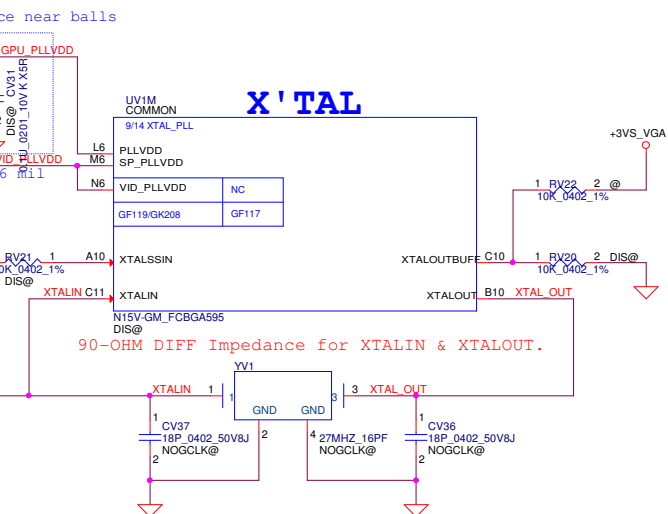 ce near balls
GPU_PLLVDD
CV31
DIS@
0.1U_0201_10V K X5R
X'TAL
UV1M
COMMON
9/14 XTAL_PLL
+3VS_VGA
L6 PLLVDD
M6 SP_PLLVDD
VID_PLLVDD
6 mil
N6 VID_PLLVDD
NC
GF119/GK208
GF117
1 RV22 2 @
10K_0402_1%
RV21 1 A10 XTALSSIN
0K_0402_1%
DIS@
XTALOUTBUFF C10 1 RV20 2 DIS@
10K_0402_1%
XTALIN C11 XTALIN
XTALOUT B10 XTAL_OUT
N15V-GM_FCBGA595
DIS@
90-OHM DIFF Impedance for XTALIN & XTALOUT.
YV1
XTALIN 1 1 3 3 XTAL_OUT
GND GND
1 CV37
18P_0402_50V8J
NOGCLK@
2
2
4 27MHZ_16PF
NOGCLK@
1 CV36
18P_0402_50V8J
NOGCLK@
2